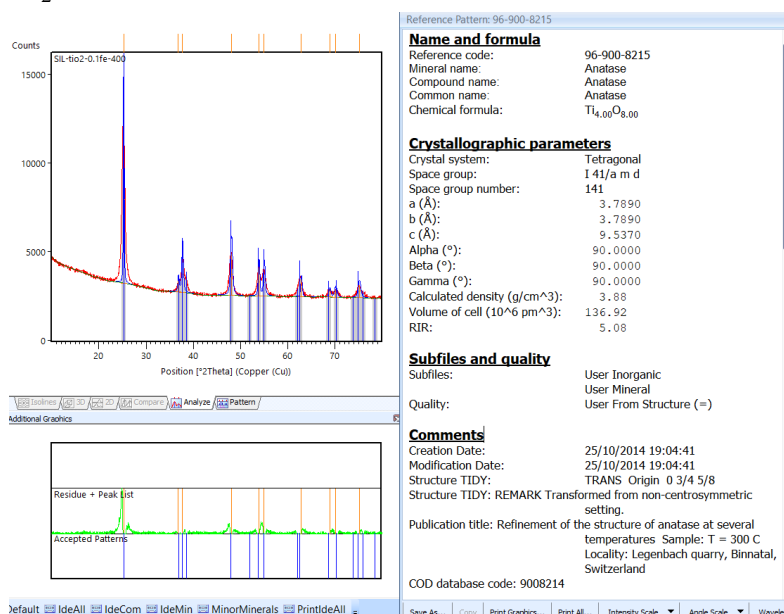 2
Counts
SIL-tio2-0.1fe-400
15000
10000
5000
0
20 30 40 50 60 70
Position [°2Theta] (Copper (Cu))
Isolines 3D 2D Compare Analyze Pattern
Additional Graphics
Residue + Peak List
Accepted Patterns
Default IdeAll IdeCom IdeMin MinorMinerals PrintIdeAll
Reference Pattern: 96-900-8215
Name and formula
Reference code: 96-900-8215
Mineral name: Anatase
Compound name: Anatase
Common name: Anatase
Chemical formula: Ti4.00O8.00
Crystallographic parameters
Crystal system: Tetragonal
Space group: I 41/a m d
Space group number: 141
a (Å): 3.7890
b (Å): 3.7890
c (Å): 9.5370
Alpha (°): 90.0000
Beta (°): 90.0000
Gamma (°): 90.0000
Calculated density (g/cm^3): 3.88
Volume of cell (10^6 pm^3): 136.92
RIR: 5.08
Subfiles and quality
Subfiles: User Inorganic
User Mineral
Quality: User From Structure (=)
Comments
Creation Date: 25/10/2014 19:04:41
Modification Date: 25/10/2014 19:04:41
Structure TIDY: TRANS Origin 0 3/4 5/8
Structure TIDY: REMARK Transformed from non-centrosymmetric
setting.
Publication title: Refinement of the structure of anatase at several
temperatures Sample: T = 300 C
Locality: Legenbach quarry, Binnatal,
Switzerland
COD database code: 9008214
Save As... Copy Print Graphics... Print All... Intensity Scale Angle Scale